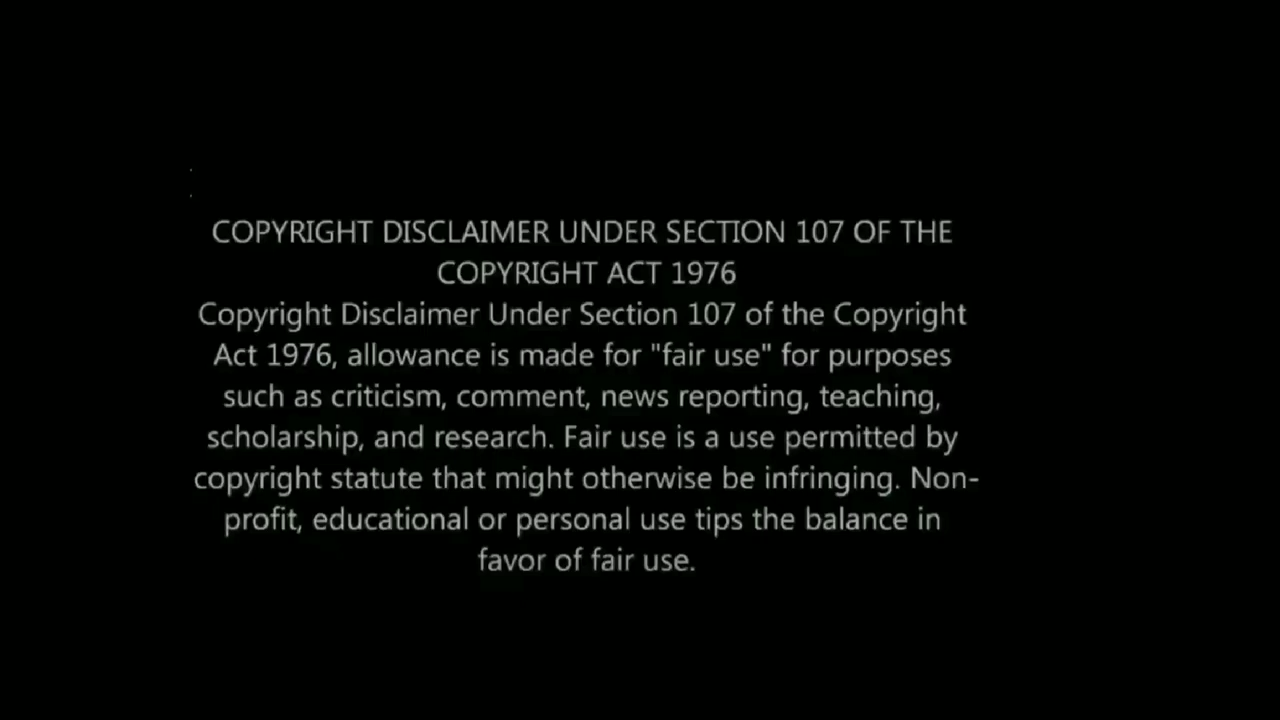 COPYRIGHT DISCLAIMER UNDER SECTION 107 OF THE
COPYRIGHT ACT 1976
Copyright Disclaimer Under Section 107 of the Copyright
Act 1976, allowance is made for "fair use" for purposes
such as criticism, comment, news reporting, teaching,
scholarship, and research. Fair use is a use permitted by
copyright statute that might otherwise be infringing. Non-
profit, educational or personal use tips the balance in
favor of fair use.